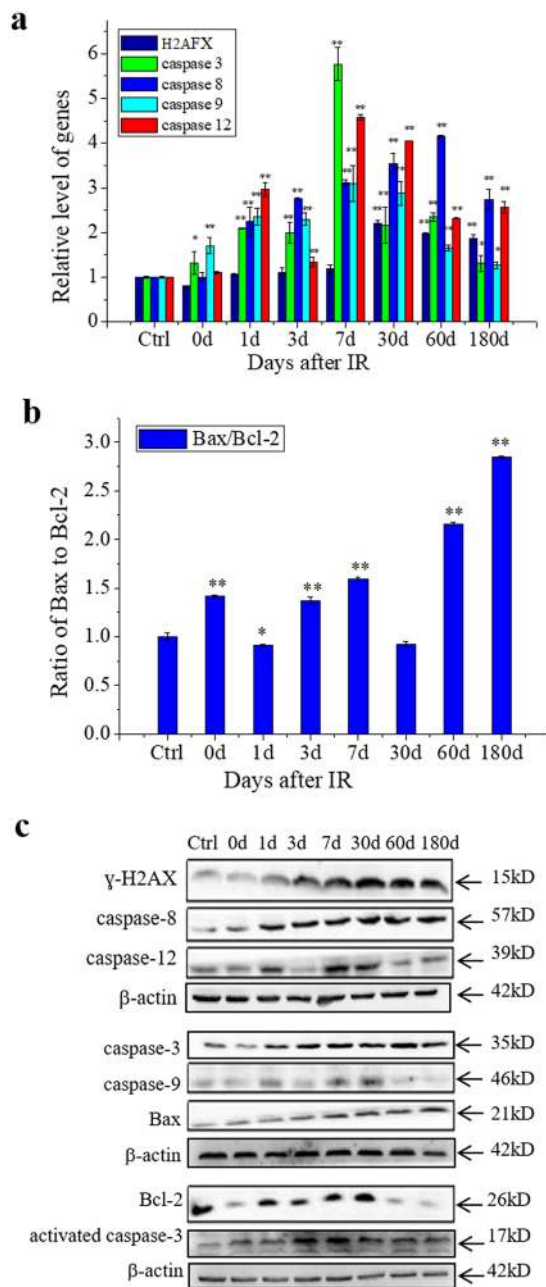 a
H2AFX
caspase 3
caspase 8
caspase 9
caspase 12
Relative level of genes
6
5
4
3
2
1
0
** ** ** ** ** ** ** ** ** ** ** ** ** ** ** ** ** ** ** ** ** ** ** ** ** ** ** ** * * *
Ctrl 0d 1d 3d 7d 30d 60d 180d
Days after IR
b
Bax/Bcl-2
Ratio of Bax to Bcl-2
3.0
2.5
2.0
1.5
1.0
0.5
0.0
** * ** ** ** **
Ctrl 0d 1d 3d 7d 30d 60d 180d
Days after IR
c
Ctrl 0d 1d 3d 7d 30d 60d 180d
ɣ-H2AX 15kD
caspase-8 57kD
caspase-12 39kD
β-actin 42kD
caspase-3 35kD
caspase-9 46kD
Bax 21kD
β-actin 42kD
Bcl-2 26kD
activated caspase-3 17kD
β-actin 42kD